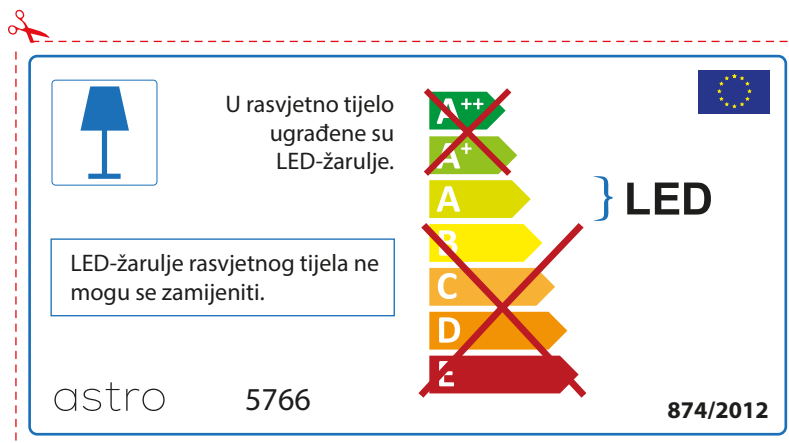 U rasvjetno tijelo
ugrađene su
LED-žarulje.
A++
A+
A
B
C
D
E
LED
LED-žarulje rasvjetnog tijela ne
mogu se zamijeniti.
astro
5766
874/2012